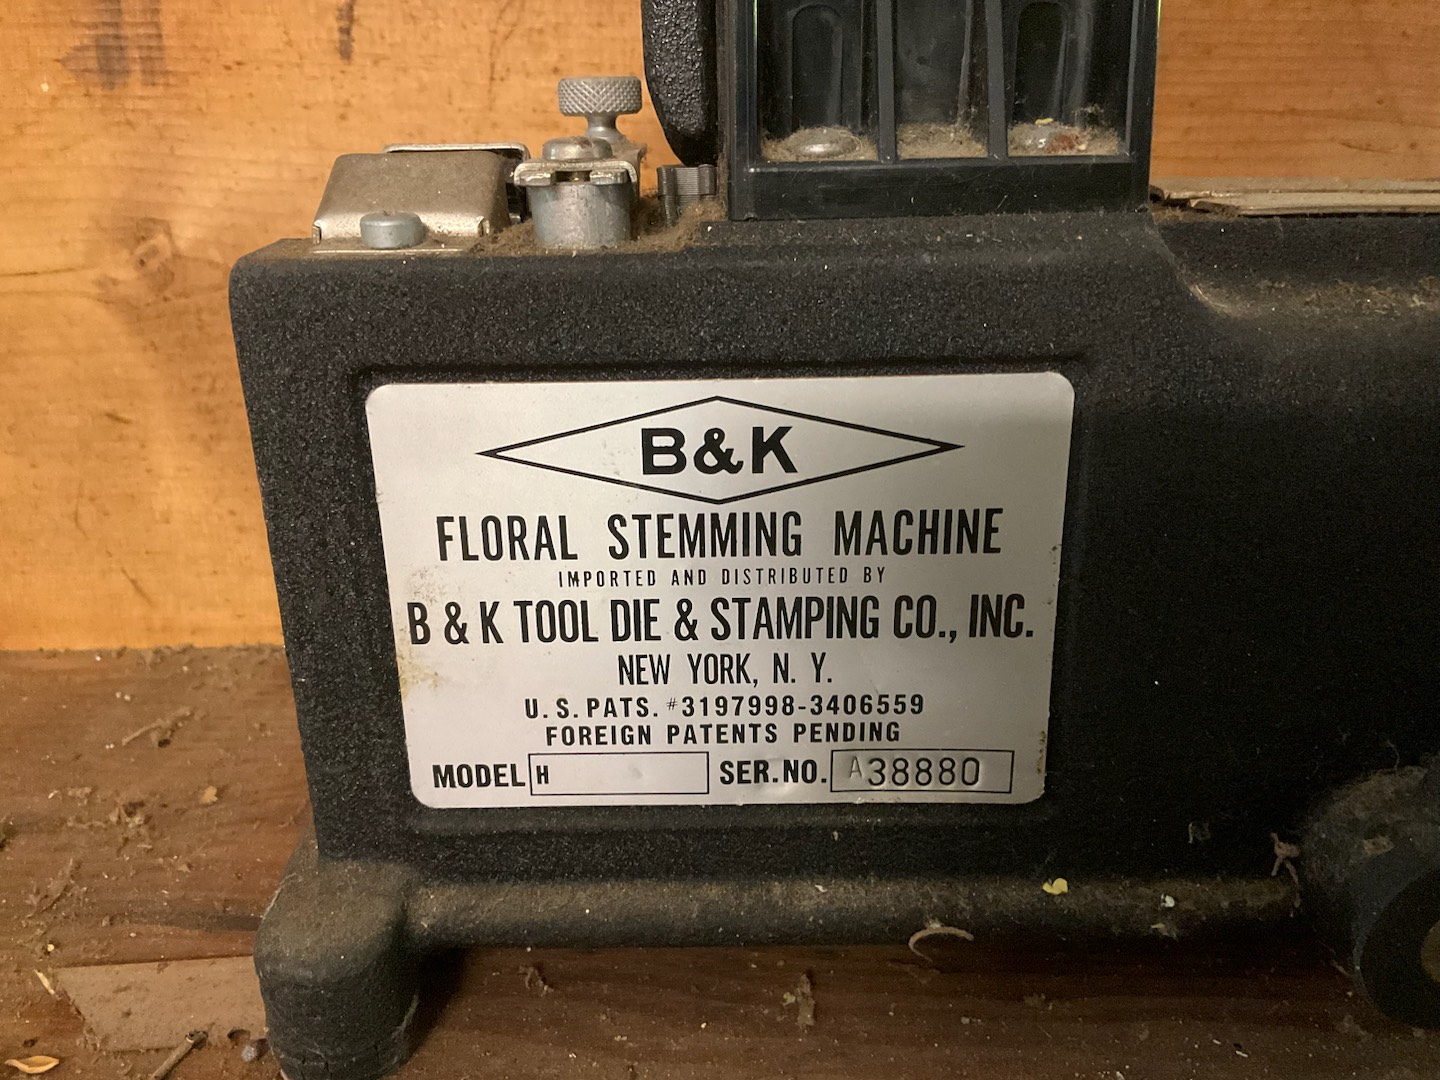 B&K
FLORAL STEMMING MACHINE
IMPORTED AND DISTRIBUTED BY
B & K TOOL DIE & STAMPING CO., INC.
NEW YORK, N. Y.
U. S. PATS. #3197998-3406559
FOREIGN PATENTS PENDING
MODEL H SER. NO. A38880